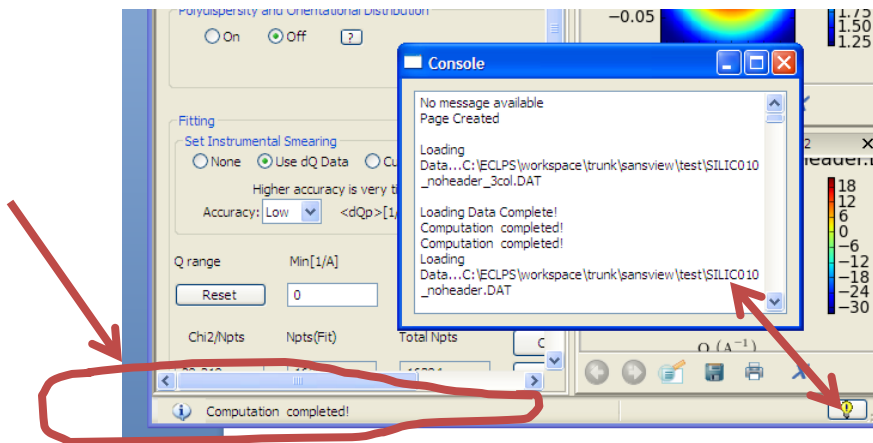 Polydispersity and Orientational Distribution
On
Off
?
Fitting
Set Instrumental Smearing
None
Use dQ Data
Higher accuracy is very
Accuracy:
Low
<dQp>[1/
Q range
Min[1/A]
Reset
0
Chi2/Npts
Npts(Fit)
Total Npts
Computation completed!
Console
No message available
Page Created
Loading
Data...C:\ECLPS\workspace\trunk\sansview\test\SILIC010
_noheader_3col.DAT
Loading Data Complete!
Computation completed!
Computation completed!
Loading
Data...C:\ECLPS\workspace\trunk\sansview\test\SILIC010
_noheader.DAT
−0.05
1.75
1.50
1.25
2
18
12
6
0
−6
−12
−18
−24
−30
Q (A⁻¹)